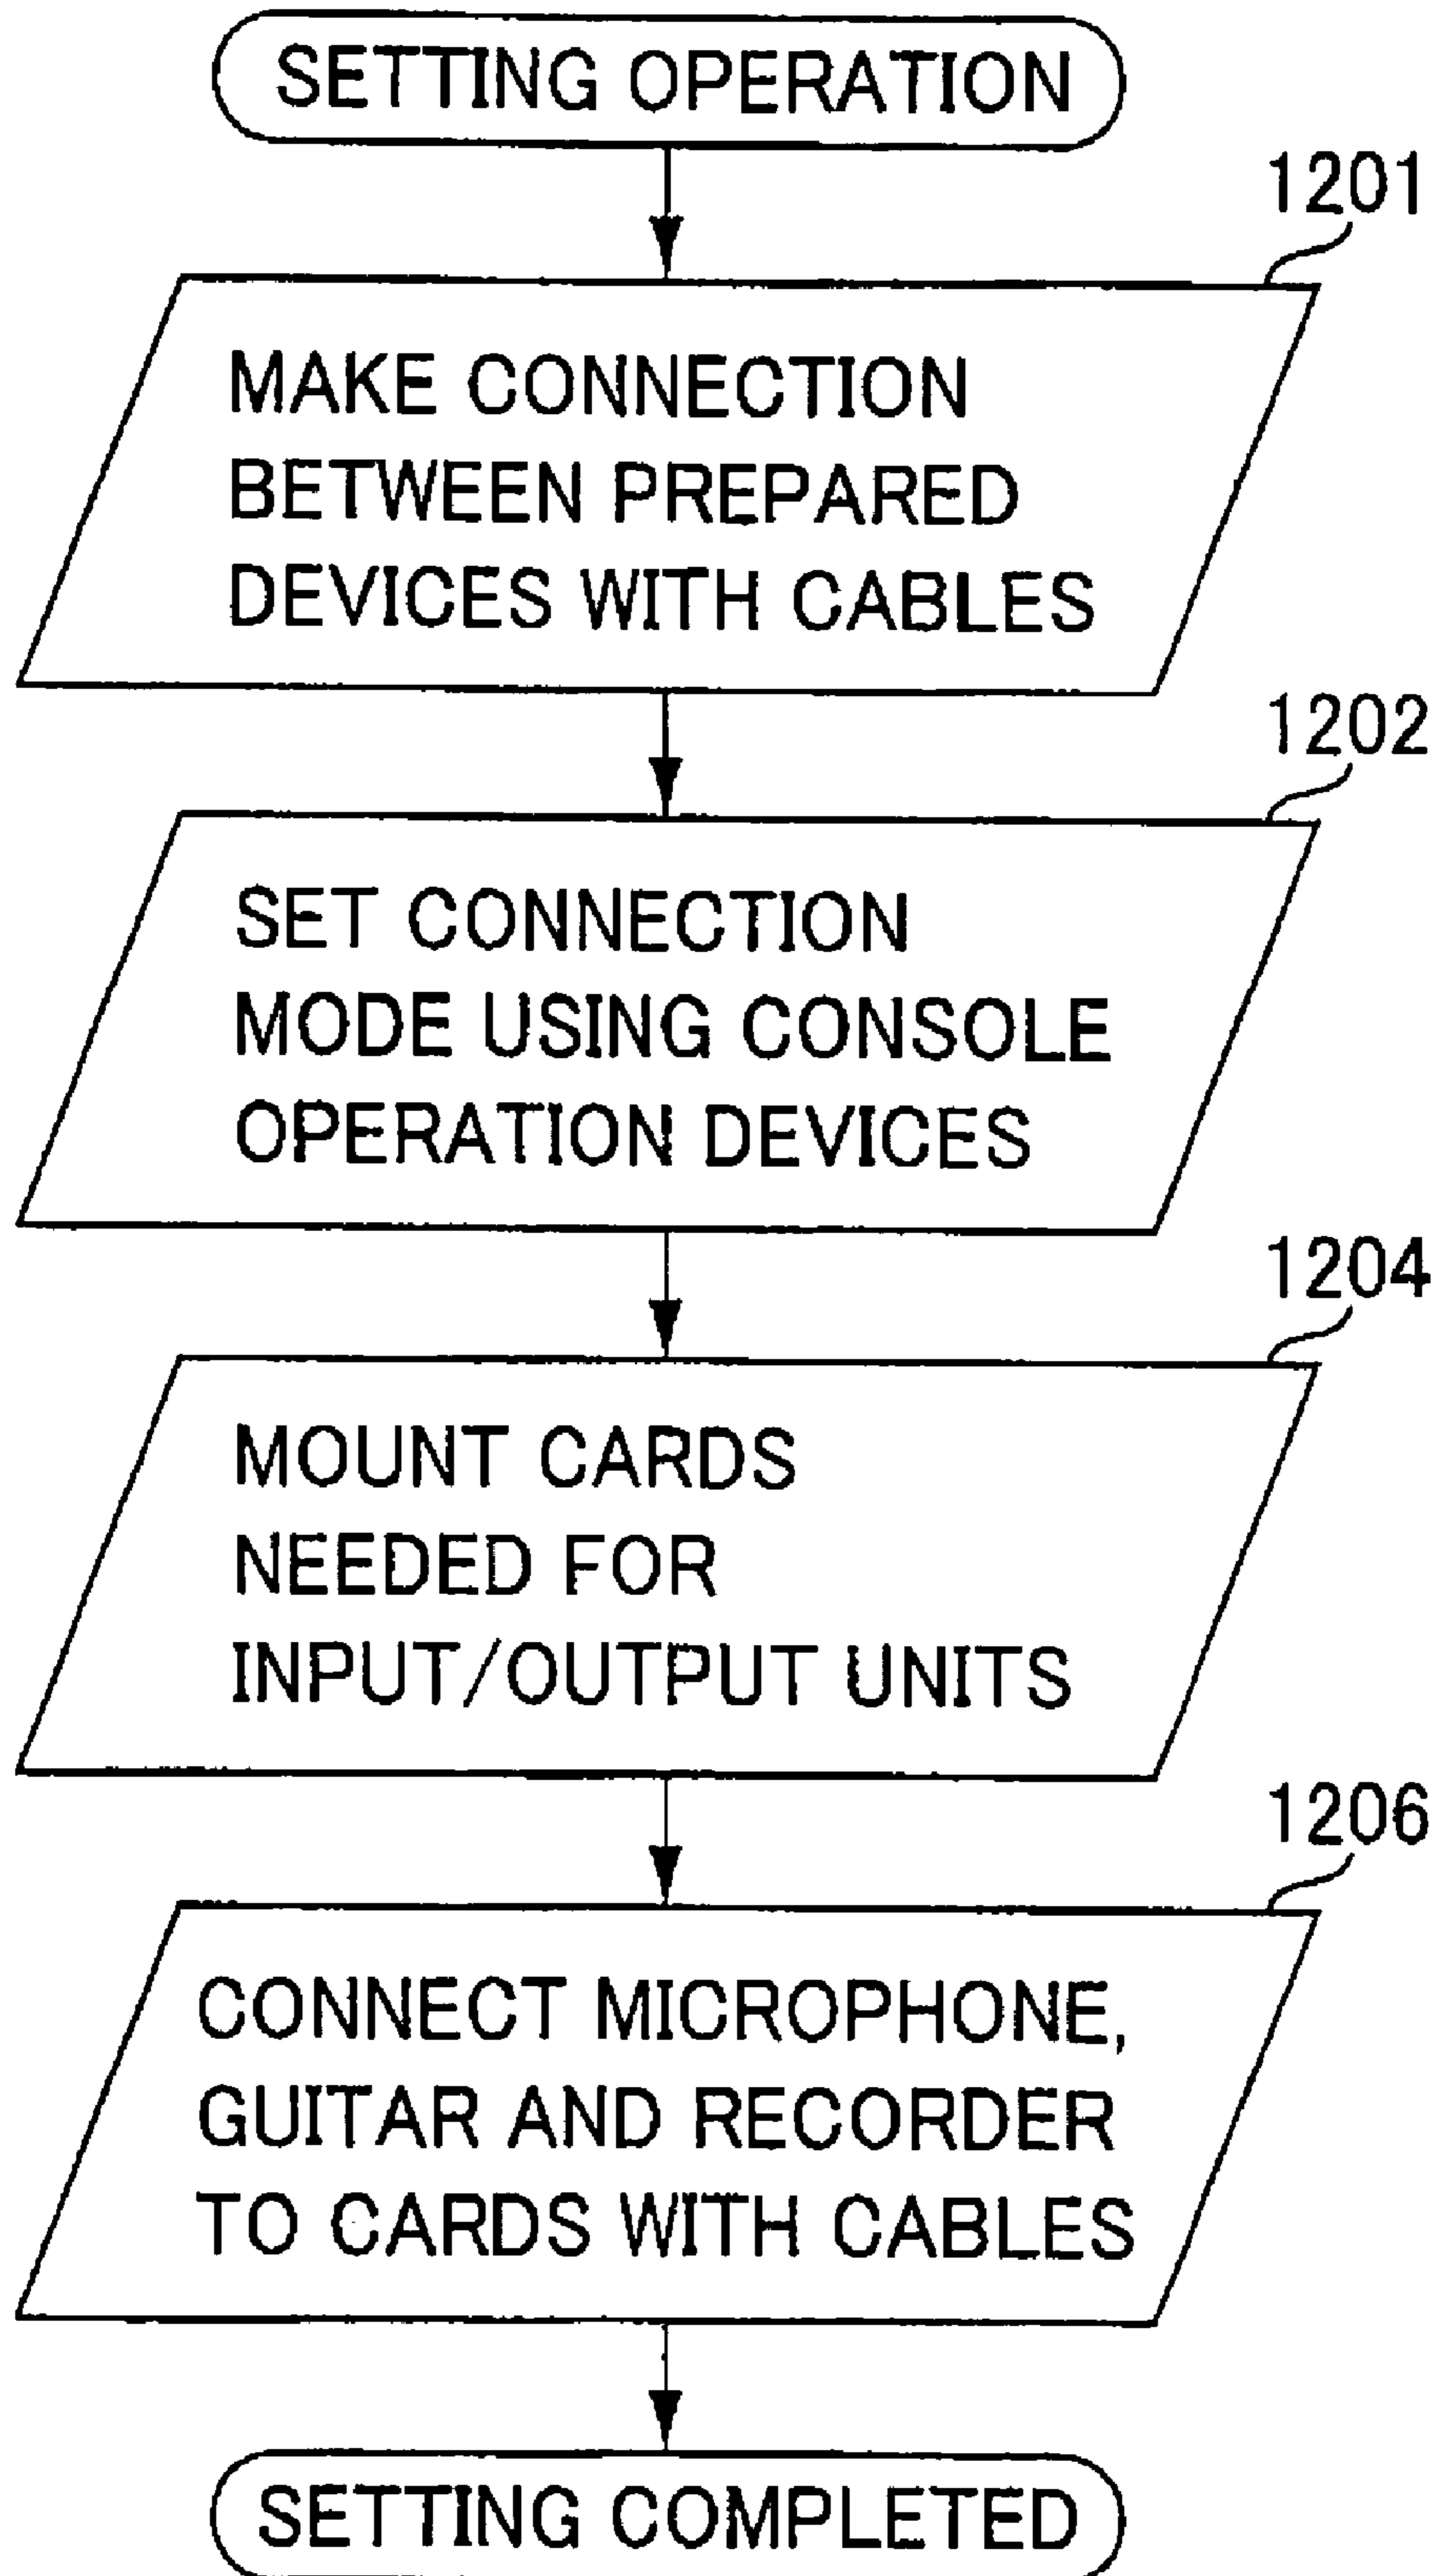 SETTING OPERATION
1201
MAKE CONNECTION
BETWEEN PREPARED
DEVICES WITH CABLES
1202
SET CONNECTION
MODE USING CONSOLE
OPERATION DEVICES
1204
MOUNT CARDS
NEEDED FOR
INPUT/OUTPUT UNITS
1206
CONNECT MICROPHONE,
GUITAR AND RECORDER
TO CARDS WITH CABLES
SETTING COMPLETED